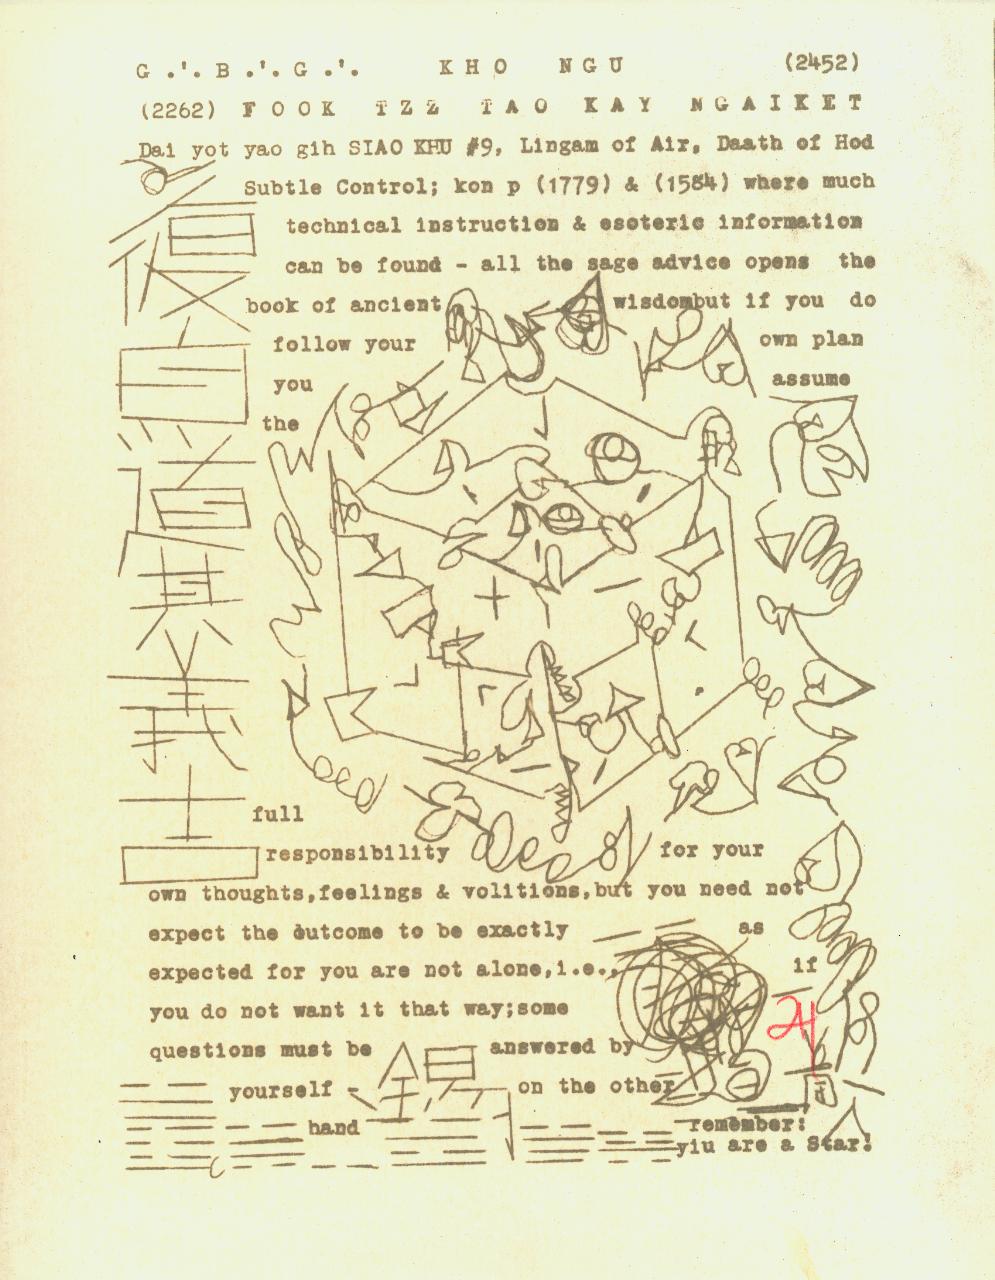 G .'. B .'. G .'. KHO NGU (2452)
(2262) FOOK TZZ TAO KAY NGAIKET
Dai yot yao gih SIAO KHU #9, Lingam of Air, Daath of Hod
Subtle Control; kon p (1779) & (1584) where much
technical instruction & esoteric information
can be found - all the sage advice opens the
book of ancient wisdombut if you do
follow your own plan
you assume
the
復自道其義吉
full
responsibility for your
own thoughts,feelings & volitions,but you need not
expect the outcome to be exactly as
expected for you are not alone,i.e., if
you do not want it that way;some
questions must be answered by
yourself - on the other
hand remember:
yiu are a Star!